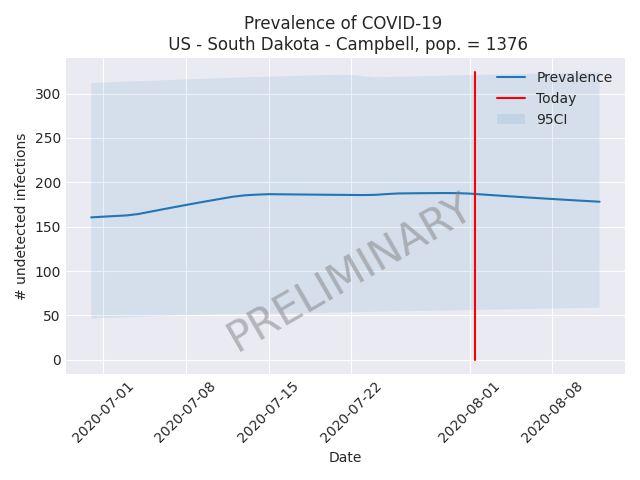 Prevalence of COVID-19
US - South Dakota - Campbell, pop. = 1376
Prevalence
Today
95CI
300
250
200
150
100
50
0
# undetected infections
PRELIMINARY
2020-07-01
2020-07-08
2020-07-15
2020-07-22
2020-08-01
2020-08-08
Date